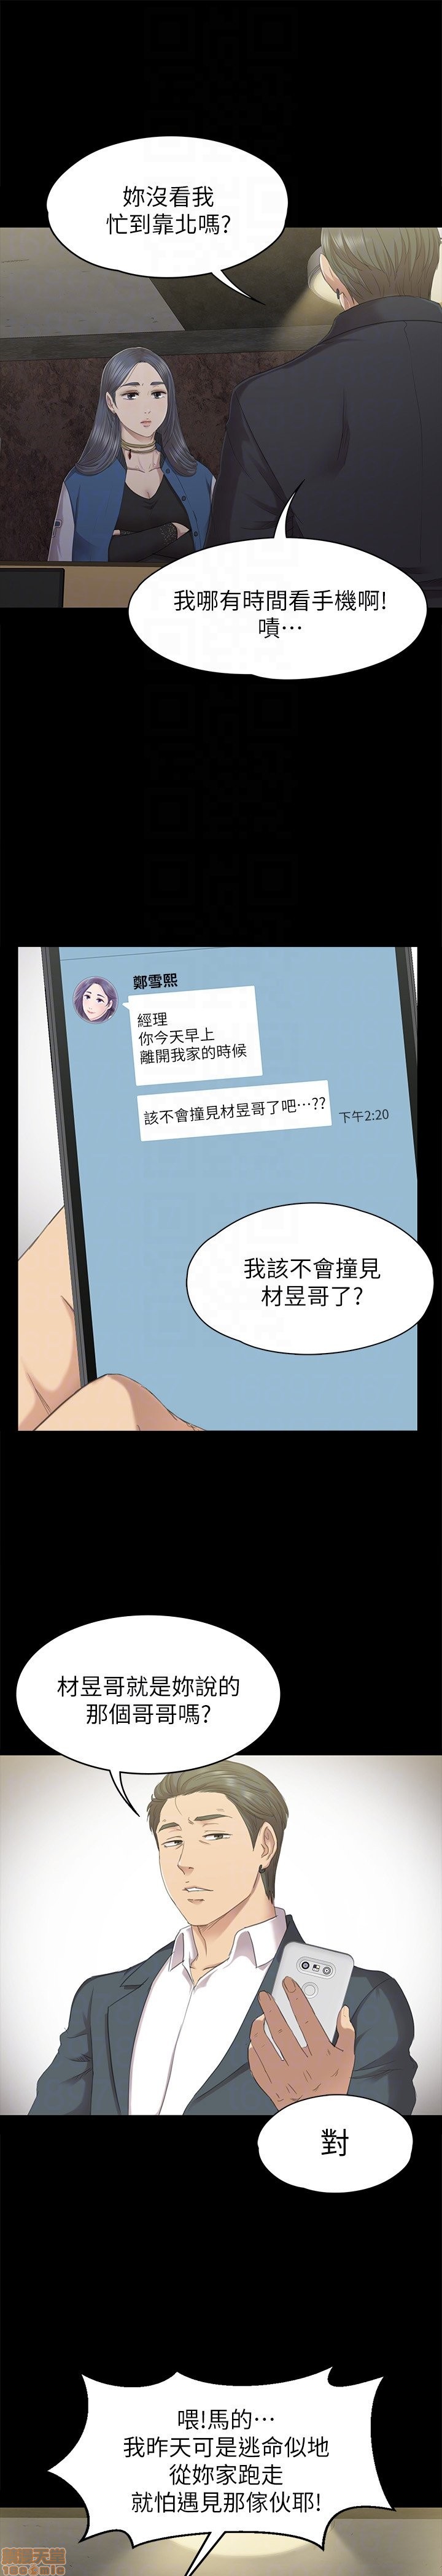 妳沒看我
忙到靠北嗎?
我哪有時間看手機啊!
嘖…
鄭雪熙
經理
你今天早上
離開我家的時候
該不會撞見材昱哥了吧…??
下午2:20
我該不會撞見
材昱哥了?
材昱哥就是妳說的
那個哥哥嗎?
對
喂!馬的…
我昨天可是逃命似地
從妳家跑走
就怕遇見那傢伙耶!